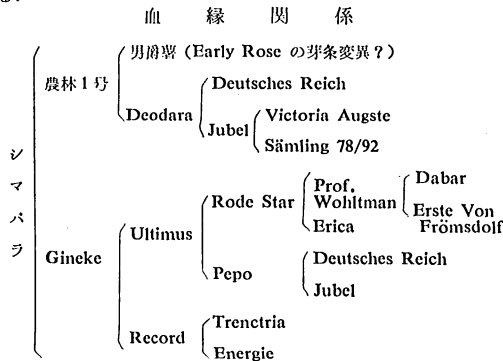 血縁関係
男爵薯 (Early Rose の芽条変異?)
農林1号
Deutsches Reich
Deodara
Victoria Augste
Jubel
Sämling 78/92
シマバラ
Dabar
Prof.
Wohltman
Rode Star
Erste Von
Frömsdolf
Erica
Ultimus
Gineke
Deutsches Reich
Pepo
Jubel
Trenctria
Record
Energie